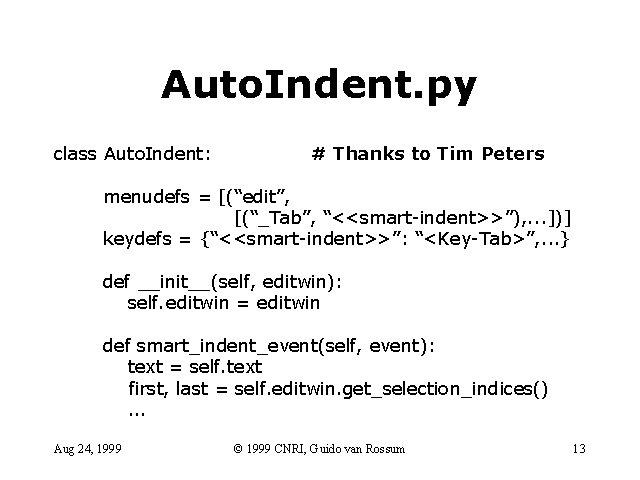 AutoIndent.py
class AutoIndent: # Thanks to Tim Peters
menudefs = [(“edit”,
[(“_Tab”, “<<smart-indent>>”),...])]
keydefs = {“<<smart-indent>>”: “<Key-Tab>”,...}
def __init__(self, editwin):
self.editwin = editwin
def smart_indent_event(self, event):
text = self.text
first, last = self.editwin.get_selection_indices()
...
Aug 24, 1999 © 1999 CNRI, Guido van Rossum 13